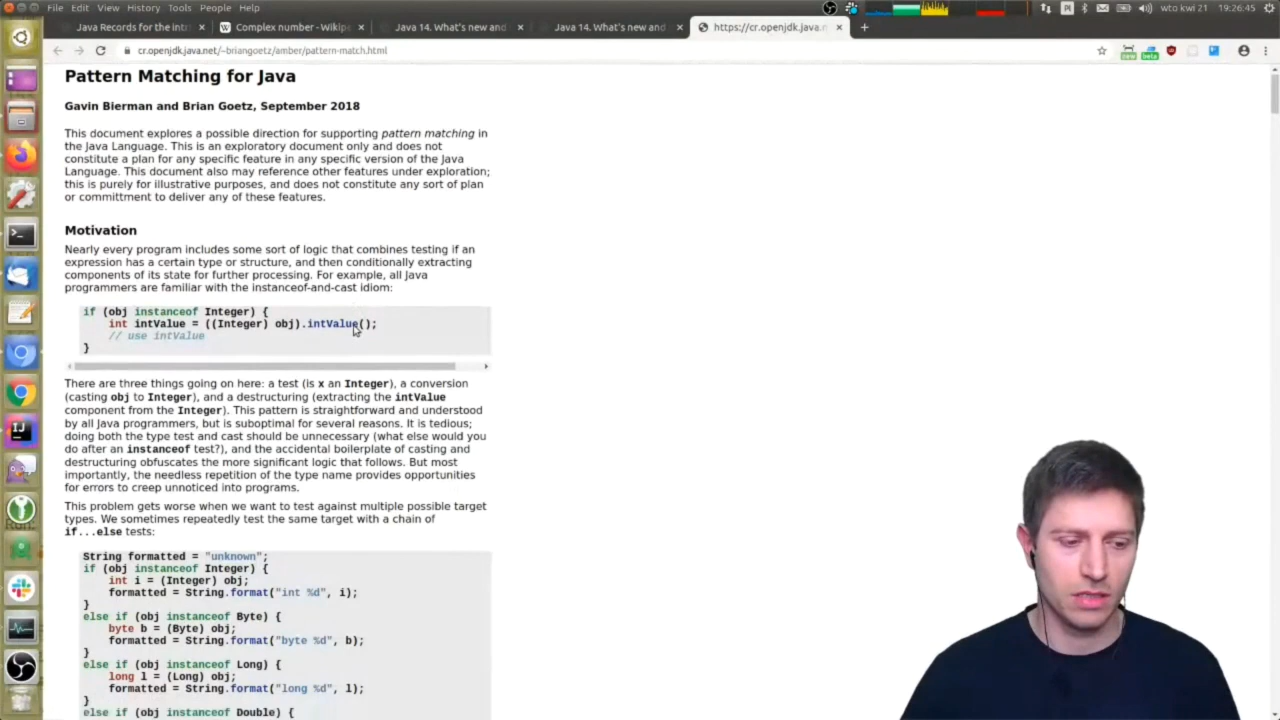 File Edit View History Tools People Help
Pl
wto kwi 21
19:26:45
Java Records for the intr
Complex number - Wikip
Java 14. What's new and
Java 14. What's new and
https://cr.openjdk.java.n
cr.openjdk.java.net/~briangoetz/amber/pattern-match.html
new
beta
Pattern Matching for Java
Gavin Bierman and Brian Goetz, September 2018
This document explores a possible direction for supporting pattern matching in
the Java Language. This is an exploratory document only and does not
constitute a plan for any specific feature in any specific version of the Java
Language. This document also may reference other features under exploration;
this is purely for illustrative purposes, and does not constitute any sort of plan
or committment to deliver any of these features.
Motivation
Nearly every program includes some sort of logic that combines testing if an
expression has a certain type or structure, and then conditionally extracting
components of its state for further processing. For example, all Java
programmers are familiar with the instanceof-and-cast idiom:
if (obj instanceof Integer) {
int intValue = ((Integer) obj).intValue();
// use intValue
}
There are three things going on here: a test (is x an Integer), a conversion
(casting obj to Integer), and a destructuring (extracting the intValue
component from the Integer). This pattern is straightforward and understood
by all Java programmers, but is suboptimal for several reasons. It is tedious;
doing both the type test and cast should be unnecessary (what else would you
do after an instanceof test?), and the accidental boilerplate of casting and
destructuring obfuscates the more significant logic that follows. But most
importantly, the needless repetition of the type name provides opportunities
for errors to creep unnoticed into programs.
This problem gets worse when we want to test against multiple possible target
types. We sometimes repeatedly test the same target with a chain of
if...else tests:
String formatted = "unknown";
if (obj instanceof Integer) {
int i = (Integer) obj;
formatted = String.format("int %d", i);
}
else if (obj instanceof Byte) {
byte b = (Byte) obj;
formatted = String.format("byte %d", b);
}
else if (obj instanceof Long) {
long l = (Long) obj;
formatted = String.format("long %d", l);
}
else if (obj instanceof Double) {